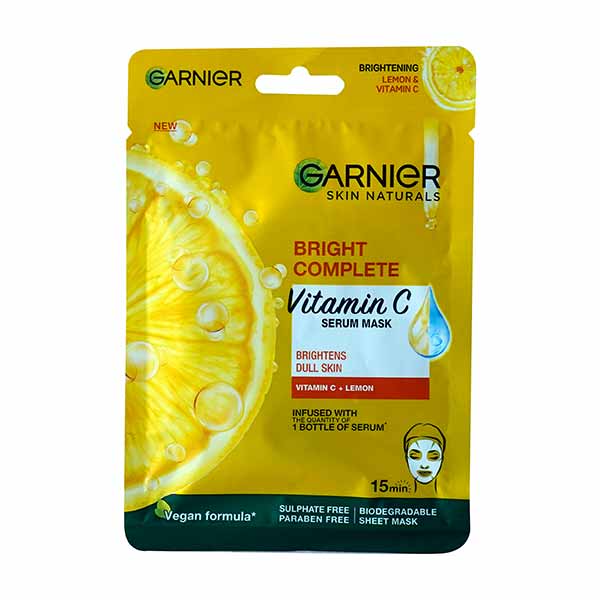 GARNIER
BRIGHTENING
LEMON &
VITAMIN C
NEW
GARNIER
SKIN NATURALS
BRIGHT
COMPLETE
Vitamin C
SERUM MASK
BRIGHTENS
DULL SKIN
VITAMIN C + LEMON
INFUSED WITH
THE QUANTITY OF
1 BOTTLE OF SERUM*
15min
Vegan formula*
SULPHATE FREE
PARABEN FREE
BIODEGRADABLE
SHEET MASK